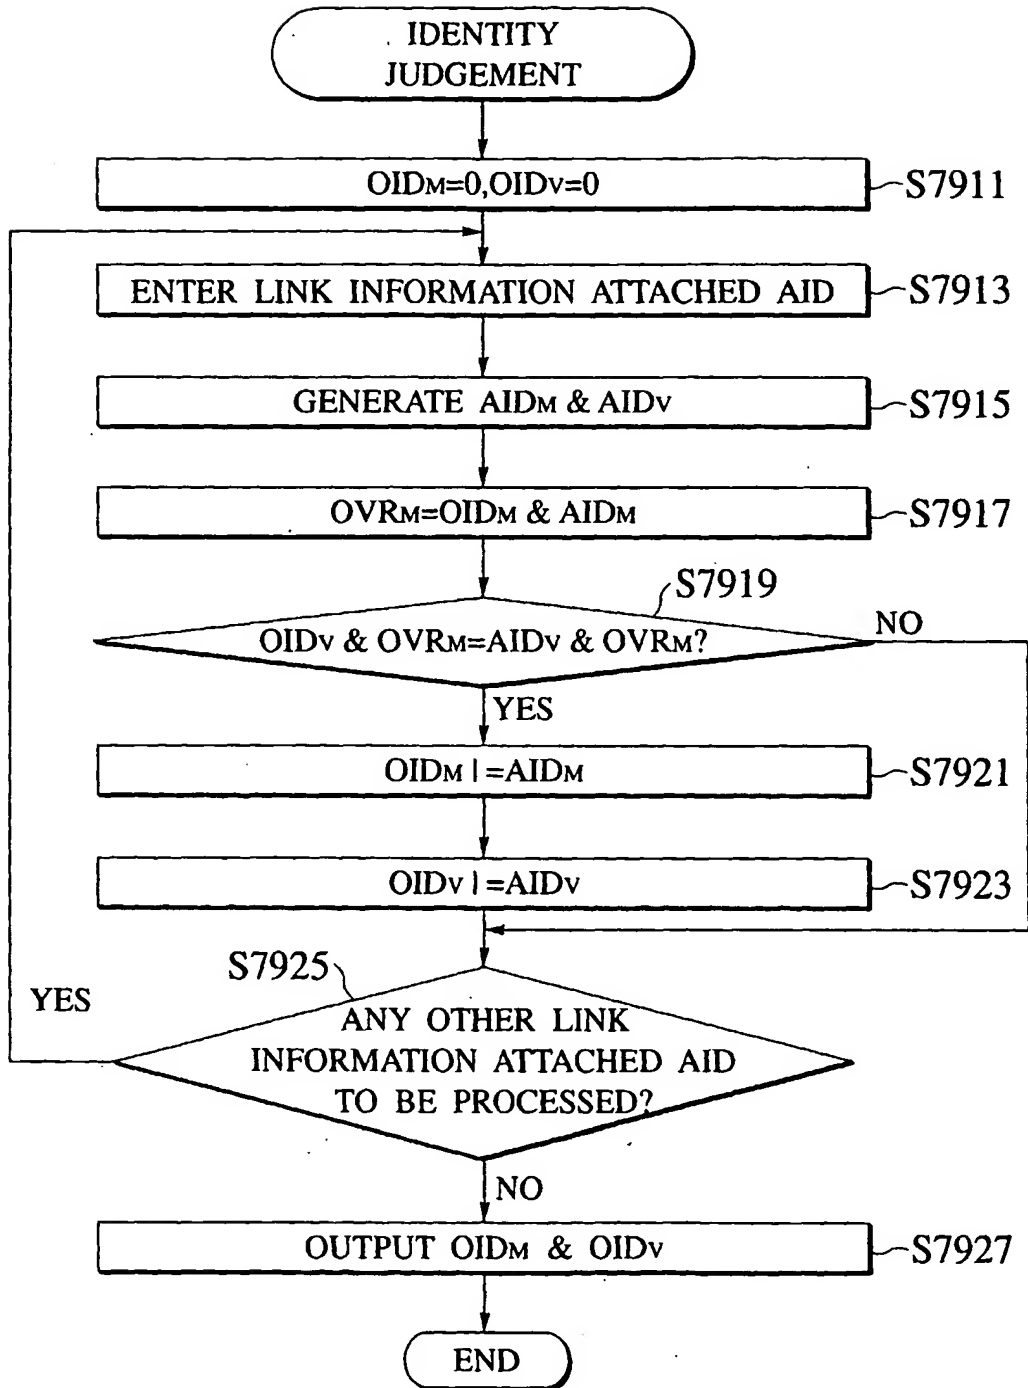 IDENTITY
JUDGEMENT
OIDM=0,OIDV=0
S7911
ENTER LINK INFORMATION ATTACHED AID
S7913
GENERATE AIDM & AIDV
S7915
OVRM=OIDM & AIDM
S7917
S7919
OIDV & OVRM=AIDV & OVRM?
NO
YES
OIDM |=AIDM
S7921
OIDV |=AIDV
S7923
S7925
YES
ANY OTHER LINK
INFORMATION ATTACHED AID
TO BE PROCESSED?
NO
OUTPUT OIDM & OIDV
S7927
END